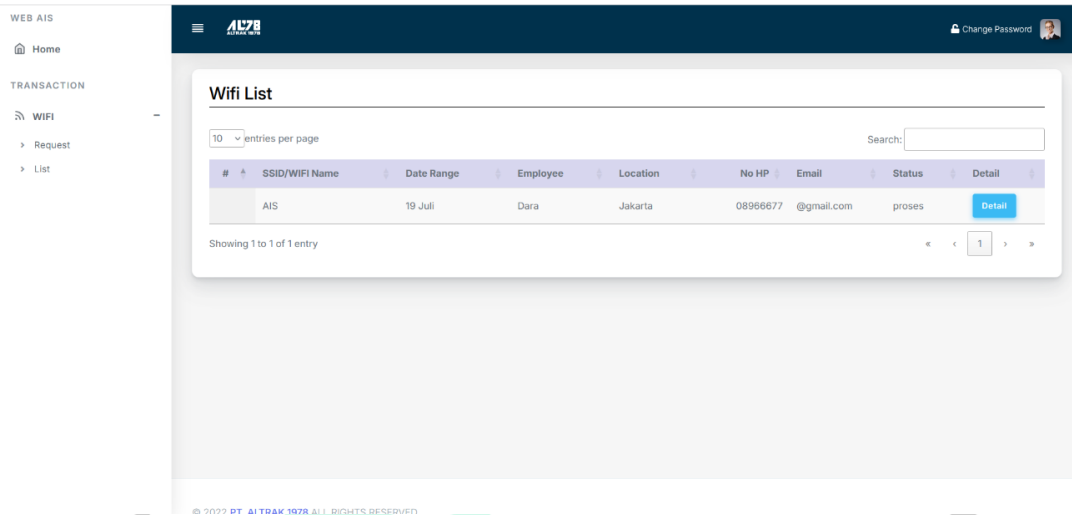 WEB AIS
Home
TRANSACTION
WIFI
Request
List
AL78
ALTRAK 1978
Change Password
Wifi List
10 entries per page
Search:
# SSID/WIFI Name Date Range Employee Location No HP Email Status Detail
AIS 19 Juli Dara Jakarta 08966677 @gmail.com proses Detail
Showing 1 to 1 of 1 entry
« ‹ 1 › »
© 2022 PT. ALTRAK 1978 ALL RIGHTS RESERVED